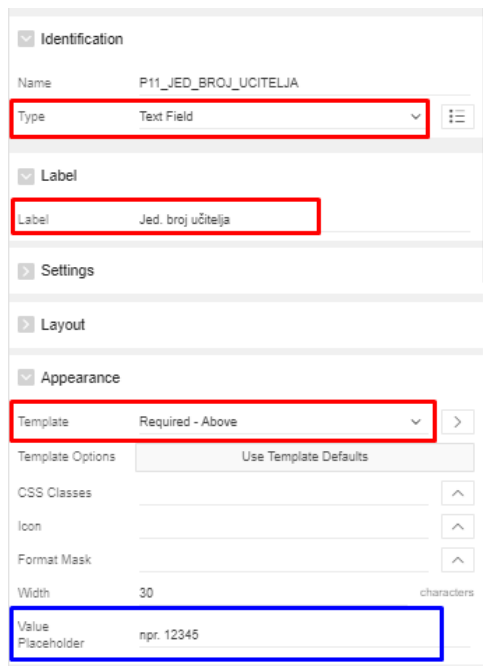 Identification
Name P11_JED_BROJ_UCITELJA
Type Text Field
Label
Label Jed. broj učitelja
Settings
Layout
Appearance
Template Required - Above
Template Options Use Template Defaults
CSS Classes
Icon
Format Mask
Width 30 characters
Value
Placeholder npr. 12345